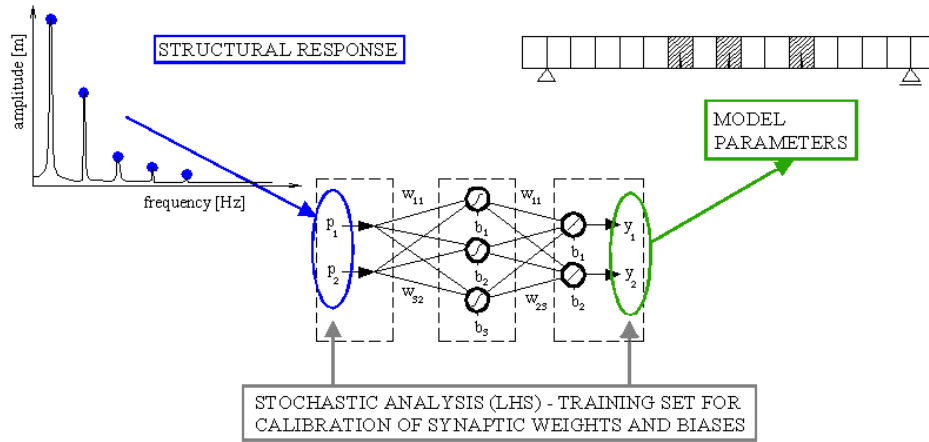 amplitude [m]
frequency [Hz]
STRUCTURAL RESPONSE
MODEL
PARAMETERS
w11
w11
p1
p2
b1
b2
b3
w32
w23
b1
b2
y1
y2
STOCHASTIC ANALYSIS (LHS) - TRAINING SET FOR
CALIBRATION OF SYNAPTIC WEIGHTS AND BIASES